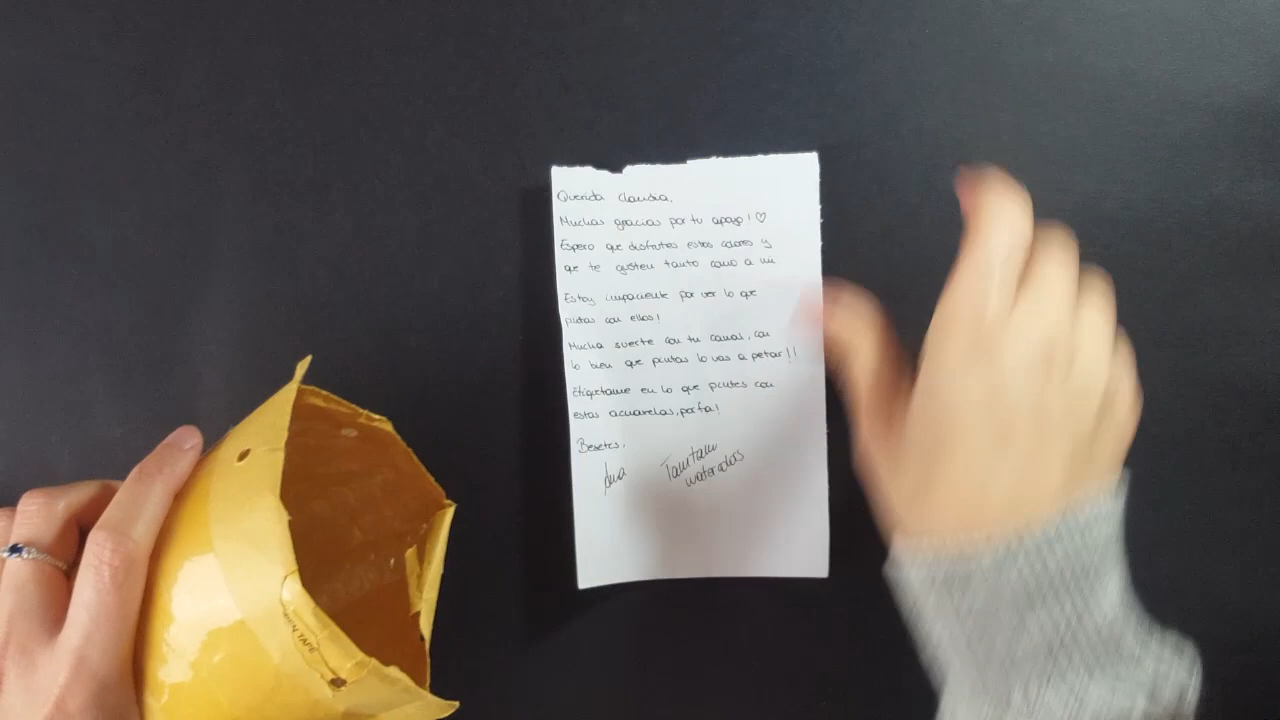 Querida Claudia,
Muchas gracias por tu apoyo! ♡
Espero que disfrutes estos colores y
que te gusten tanto como a mi
Estoy impaciente por ver lo que
pintas con ellos!
Mucha suerte con tu canal, con
lo bien que pintas lo vas a petar!!
Etiquetame en lo que pintes con
estas acuarelas, porfa!
Besetes,
Ana
Tamtam
watercolors
TAPE